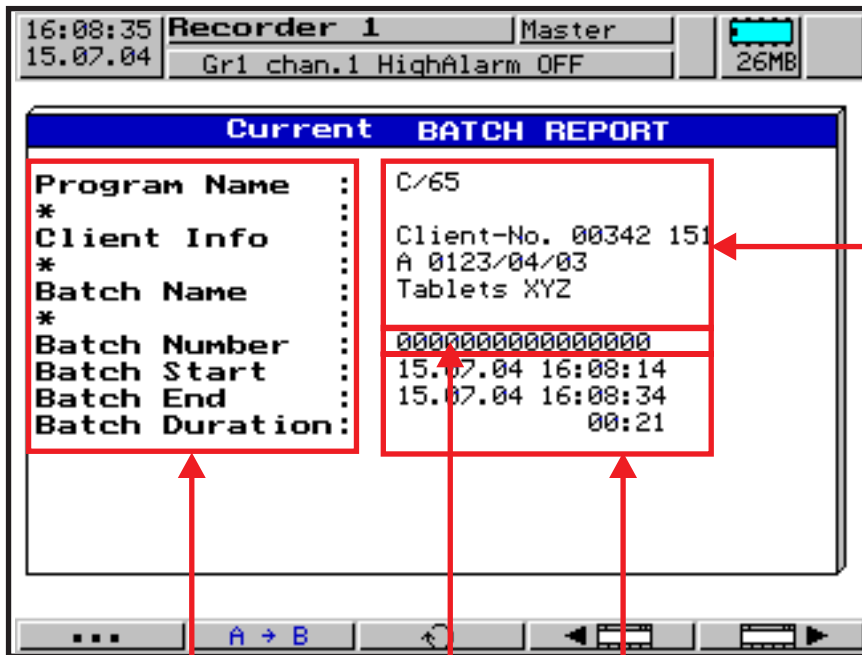 16:08:35 Recorder 1 Master
15.07.04 Gr1 chan.1 HighAlarm OFF 26MB
Current BATCH REPORT
Program Name : C/65
* :
Client Info : Client-No. 00342 151
* : A 0123/04/03
Batch Name : Tablets XYZ
* :
Batch Number : 0000000000000000
Batch Start : 15.07.04 16:08:14
Batch End : 15.07.04 16:08:34
Batch Duration: 00:21
... A → B